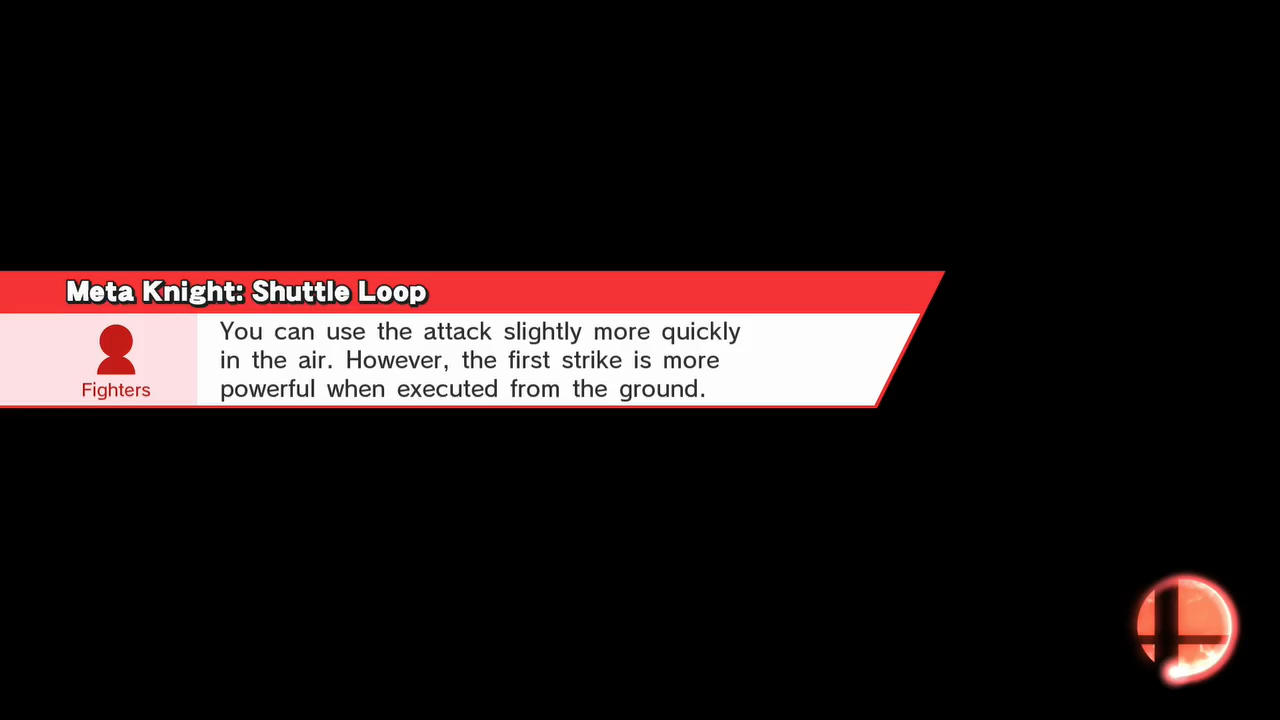 Meta Knight: Shuttle Loop
You can use the attack slightly more quickly
in the air. However, the first strike is more
powerful when executed from the ground.
Fighters